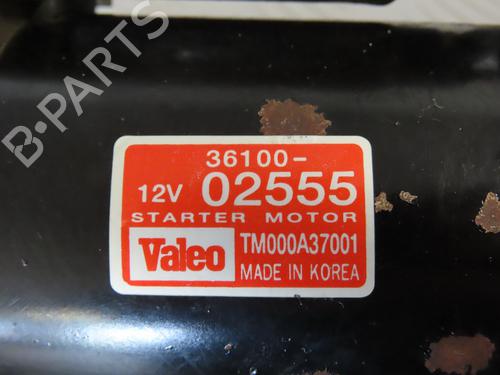 B-PARTS
36100-
12V 02555
STARTER MOTOR
Valeo TM000A37001
MADE IN KOREA